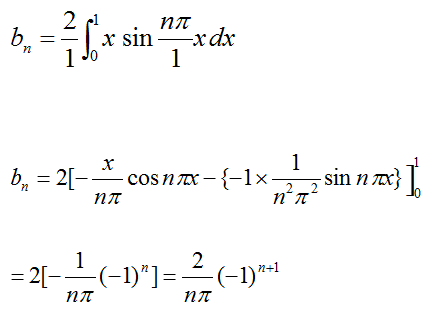 b_n = \frac{2}{1} \int_0^1 x \sin \frac{n\pi}{1} x dx
b_n = 2[-\frac{x}{n\pi} \cos n\pi x - \{-1 \times \frac{1}{n^2\pi^2} \sin n\pi x\}]_0^1
= 2[-\frac{1}{n\pi}(-1)^n] = \frac{2}{n\pi}(-1)^{n+1}